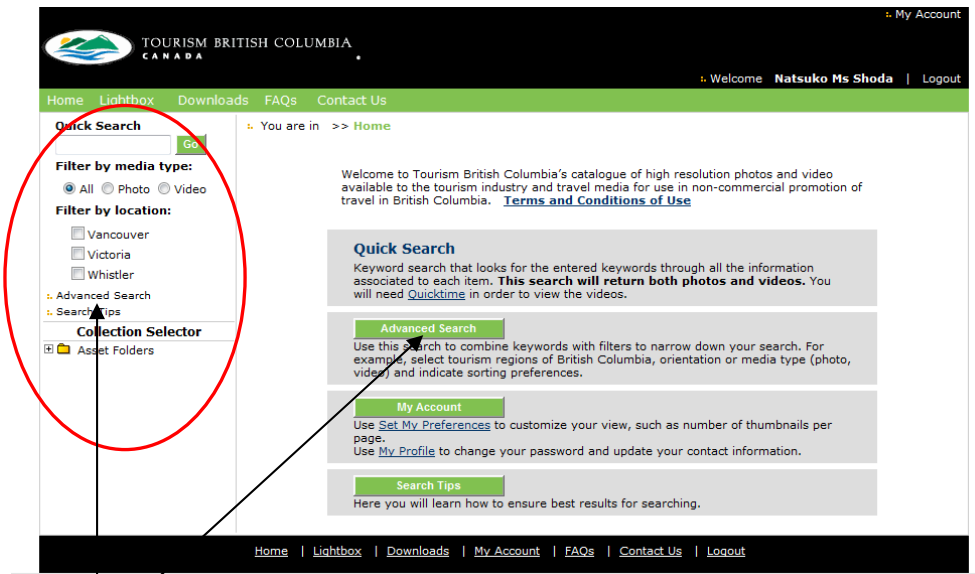 :. My Account
TOURISM BRITISH COLUMBIA
CANADA
:. Welcome Natsuko Ms Shoda | Logout
Home Lightbox Downloads FAQs Contact Us
Quick Search
Go
Filter by media type:
All Photo Video
Filter by location:
Vancouver
Victoria
Whistler
:. Advanced Search
:. Search Tips
Collection Selector
Asset Folders
:. You are in >> Home
Welcome to Tourism British Columbia's catalogue of high resolution photos and video
available to the tourism industry and travel media for use in non-commercial promotion of
travel in British Columbia. Terms and Conditions of Use
Quick Search
Keyword search that looks for the entered keywords through all the information
associated to each item. This search will return both photos and videos. You
will need Quicktime in order to view the videos.
Advanced Search
Use this search to combine keywords with filters to narrow down your search. For
example, select tourism regions of British Columbia, orientation or media type (photo,
video) and indicate sorting preferences.
My Account
Use Set My Preferences to customize your view, such as number of thumbnails per
page.
Use My Profile to change your password and update your contact information.
Search Tips
Here you will learn how to ensure best results for searching.
Home | Lightbox | Downloads | My Account | FAQs | Contact Us | Logout